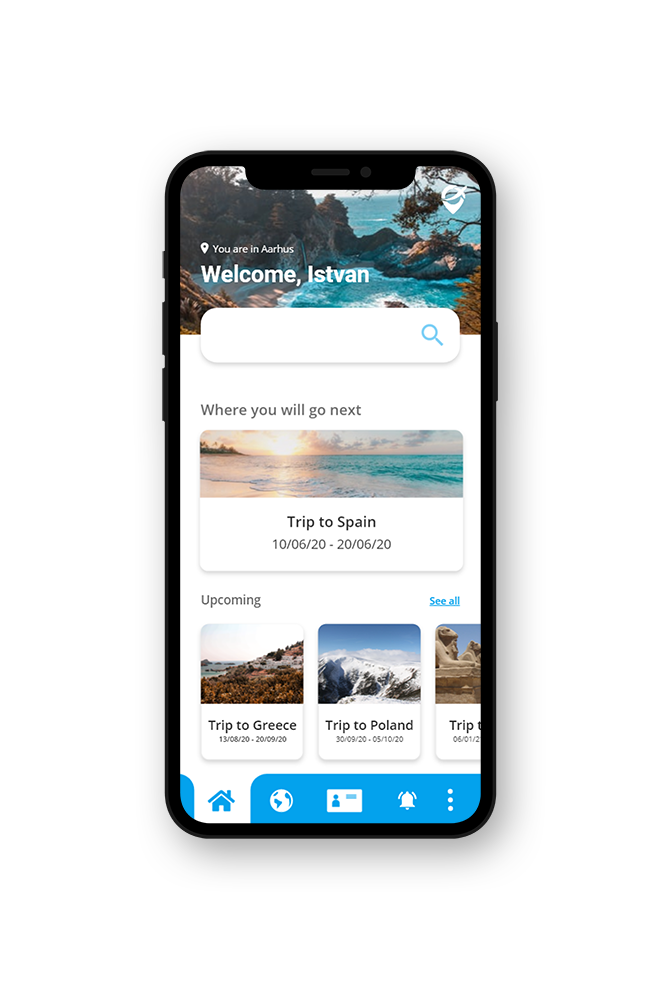 You are in Aarhus
Welcome, Istvan
Where you will go next
Trip to Spain
10/06/20 - 20/06/20
Upcoming
See all
Trip to Greece
13/08/20 - 20/09/20
Trip to Poland
30/09/20 - 05/10/20
Trip t
06/01/2